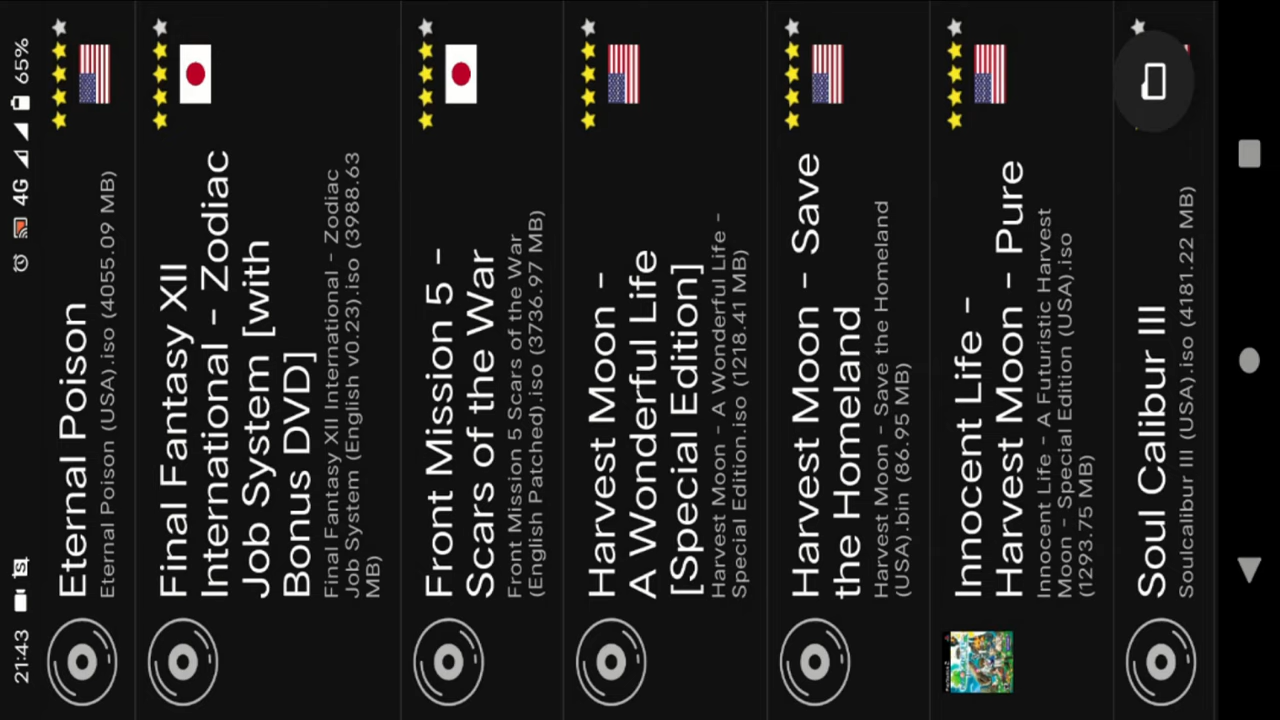 21:43
4G 65%
Eternal Poison
Eternal Poison (USA).iso (4055.09 MB)
Final Fantasy XII
International - Zodiac
Job System [with
Bonus DVD]
Final Fantasy XII International - Zodiac
Job System (English v0.23).iso (3988.63
MB)
Front Mission 5 -
Scars of the War
Front Mission 5 Scars of the War
(English Patched).iso (3736.97 MB)
Harvest Moon -
A Wonderful Life
[Special Edition]
Harvest Moon - A Wonderful Life -
Special Edition.iso (1218.41 MB)
Harvest Moon - Save
the Homeland
Harvest Moon - Save the Homeland
(USA).bin (86.95 MB)
Innocent Life -
Harvest Moon - Pure
Innocent Life - A Futuristic Harvest
Moon - Special Edition (USA).iso
(1293.75 MB)
Soul Calibur III
Soulcalibur III (USA).iso (4181.22 MB)